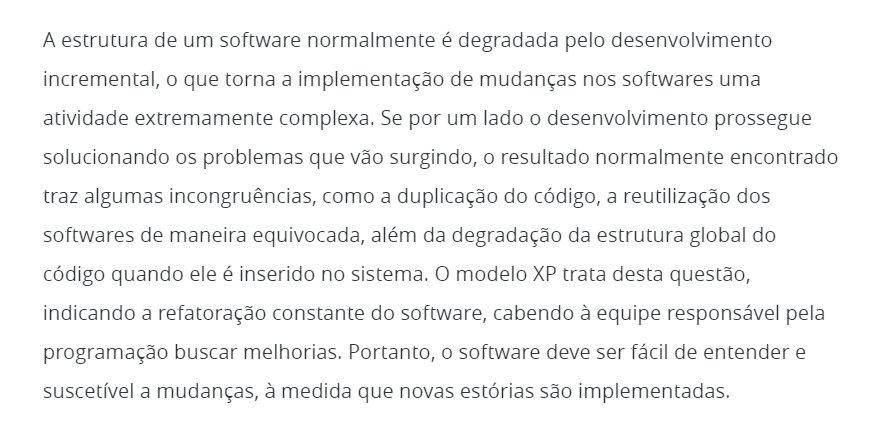 A estrutura de um software normalmente é degradada pelo desenvolvimento
incremental, o que torna a implementação de mudanças nos softwares uma
atividade extremamente complexa. Se por um lado o desenvolvimento prossegue
solucionando os problemas que vão surgindo, o resultado normalmente encontrado
traz algumas incongruências, como a duplicação do código, a reutilização dos
softwares de maneira equivocada, além da degradação da estrutura global do
código quando ele é inserido no sistema. O modelo XP trata desta questão,
indicando a refatoração constante do software, cabendo à equipe responsável pela
programação buscar melhorias. Portanto, o software deve ser fácil de entender e
suscetível a mudanças, à medida que novas estórias são implementadas.